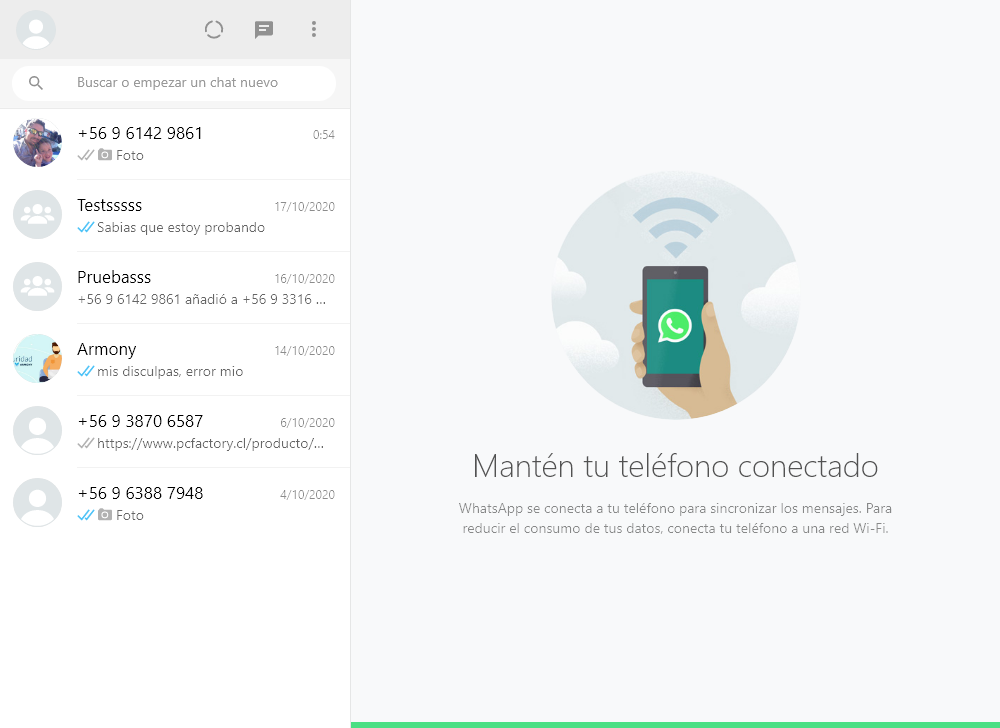 Buscar o empezar un chat nuevo
+56 9 6142 9861
0:54
Foto
Testsssss
17/10/2020
Sabias que estoy probando
Pruebasss
16/10/2020
+56 9 6142 9861 añadió a +56 9 3316 ...
Armony
14/10/2020
mis disculpas, error mio
+56 9 3870 6587
6/10/2020
https://www.pcfactory.cl/producto/...
+56 9 6388 7948
4/10/2020
Foto
Mantén tu teléfono conectado
WhatsApp se conecta a tu teléfono para sincronizar los mensajes. Para
reducir el consumo de tus datos, conecta tu teléfono a una red Wi-Fi.